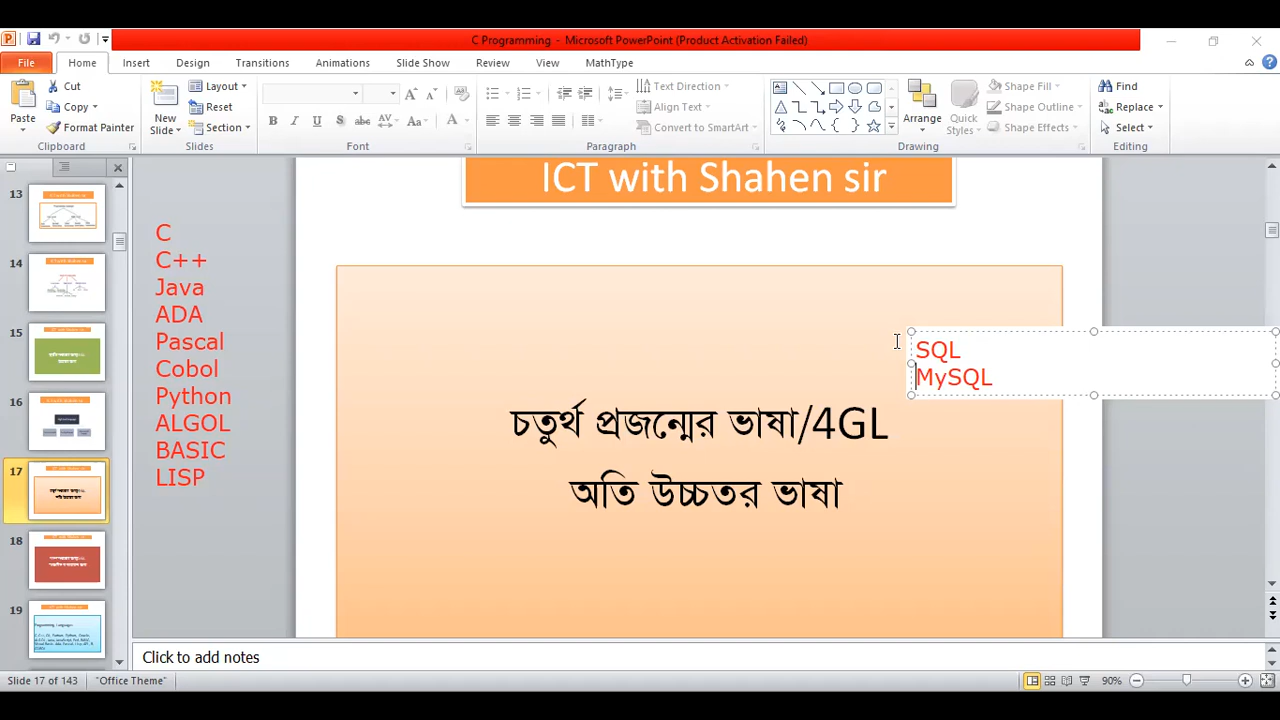 C Programming - Microsoft PowerPoint (Product Activation Failed)
File Home Insert Design Transitions Animations Slide Show Review View MathType
Paste
Cut
Copy
Format Painter
Clipboard
New
Slide
Layout
Reset
Section
Slides
Font
Paragraph
Text Direction
Align Text
Convert to SmartArt
Arrange
Quick
Styles
Shape Fill
Shape Outline
Shape Effects
Drawing
Find
Replace
Select
Editing
13
14
15
16
17
18
19
C
C++
Java
ADA
Pascal
Cobol
Python
ALGOL
BASIC
LISP
ICT with Shahen sir
চতুর্থ প্রজন্মের ভাষা/4GL
অতি উচ্চতর ভাষা
SQL
MySQL
Click to add notes
Slide 17 of 143 "Office Theme" 90%